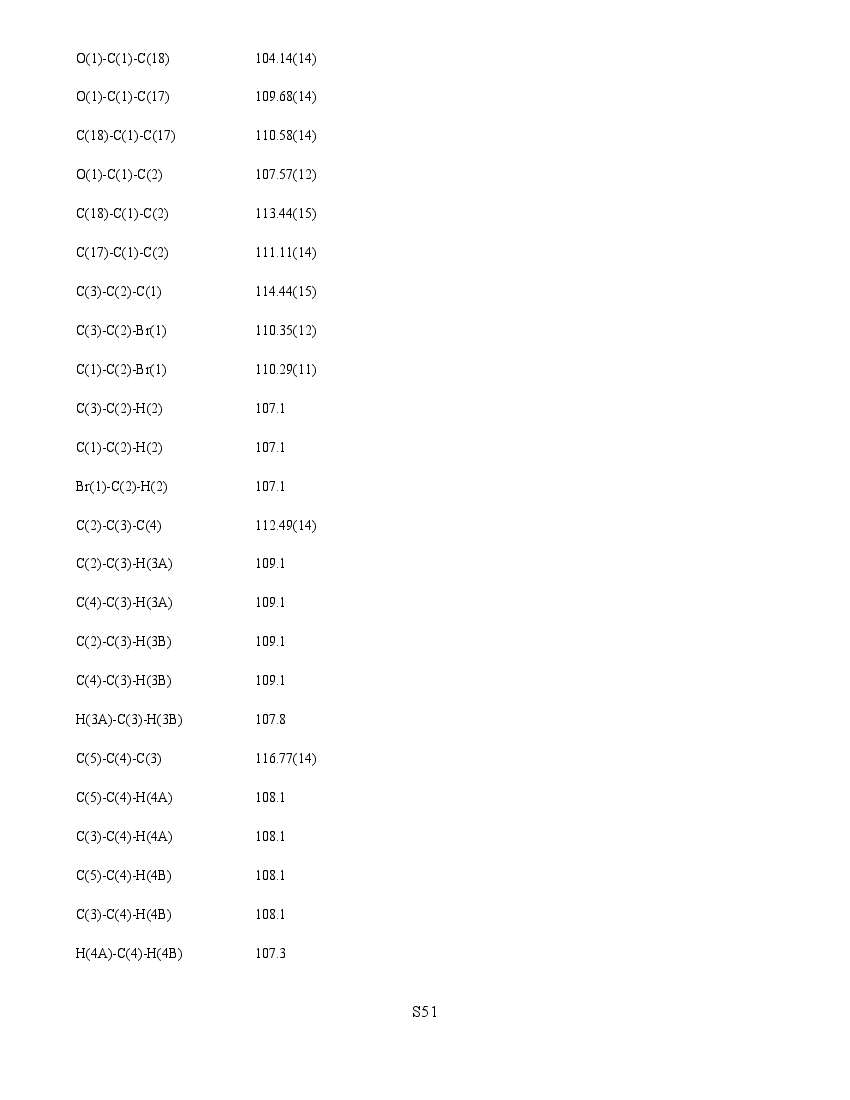 O(1)-C(1)-C(18) 104.14(14)
O(1)-C(1)-C(17) 109.68(14)
C(18)-C(1)-C(17) 110.58(14)
O(1)-C(1)-C(2) 107.57(12)
C(18)-C(1)-C(2) 113.44(15)
C(17)-C(1)-C(2) 111.11(14)
C(3)-C(2)-C(1) 114.44(15)
C(3)-C(2)-Br(1) 110.35(12)
C(1)-C(2)-Br(1) 110.29(11)
C(3)-C(2)-H(2) 107.1
C(1)-C(2)-H(2) 107.1
Br(1)-C(2)-H(2) 107.1
C(2)-C(3)-C(4) 112.49(14)
C(2)-C(3)-H(3A) 109.1
C(4)-C(3)-H(3A) 109.1
C(2)-C(3)-H(3B) 109.1
C(4)-C(3)-H(3B) 109.1
H(3A)-C(3)-H(3B) 107.8
C(5)-C(4)-C(3) 116.77(14)
C(5)-C(4)-H(4A) 108.1
C(3)-C(4)-H(4A) 108.1
C(5)-C(4)-H(4B) 108.1
C(3)-C(4)-H(4B) 108.1
H(4A)-C(4)-H(4B) 107.3
S51